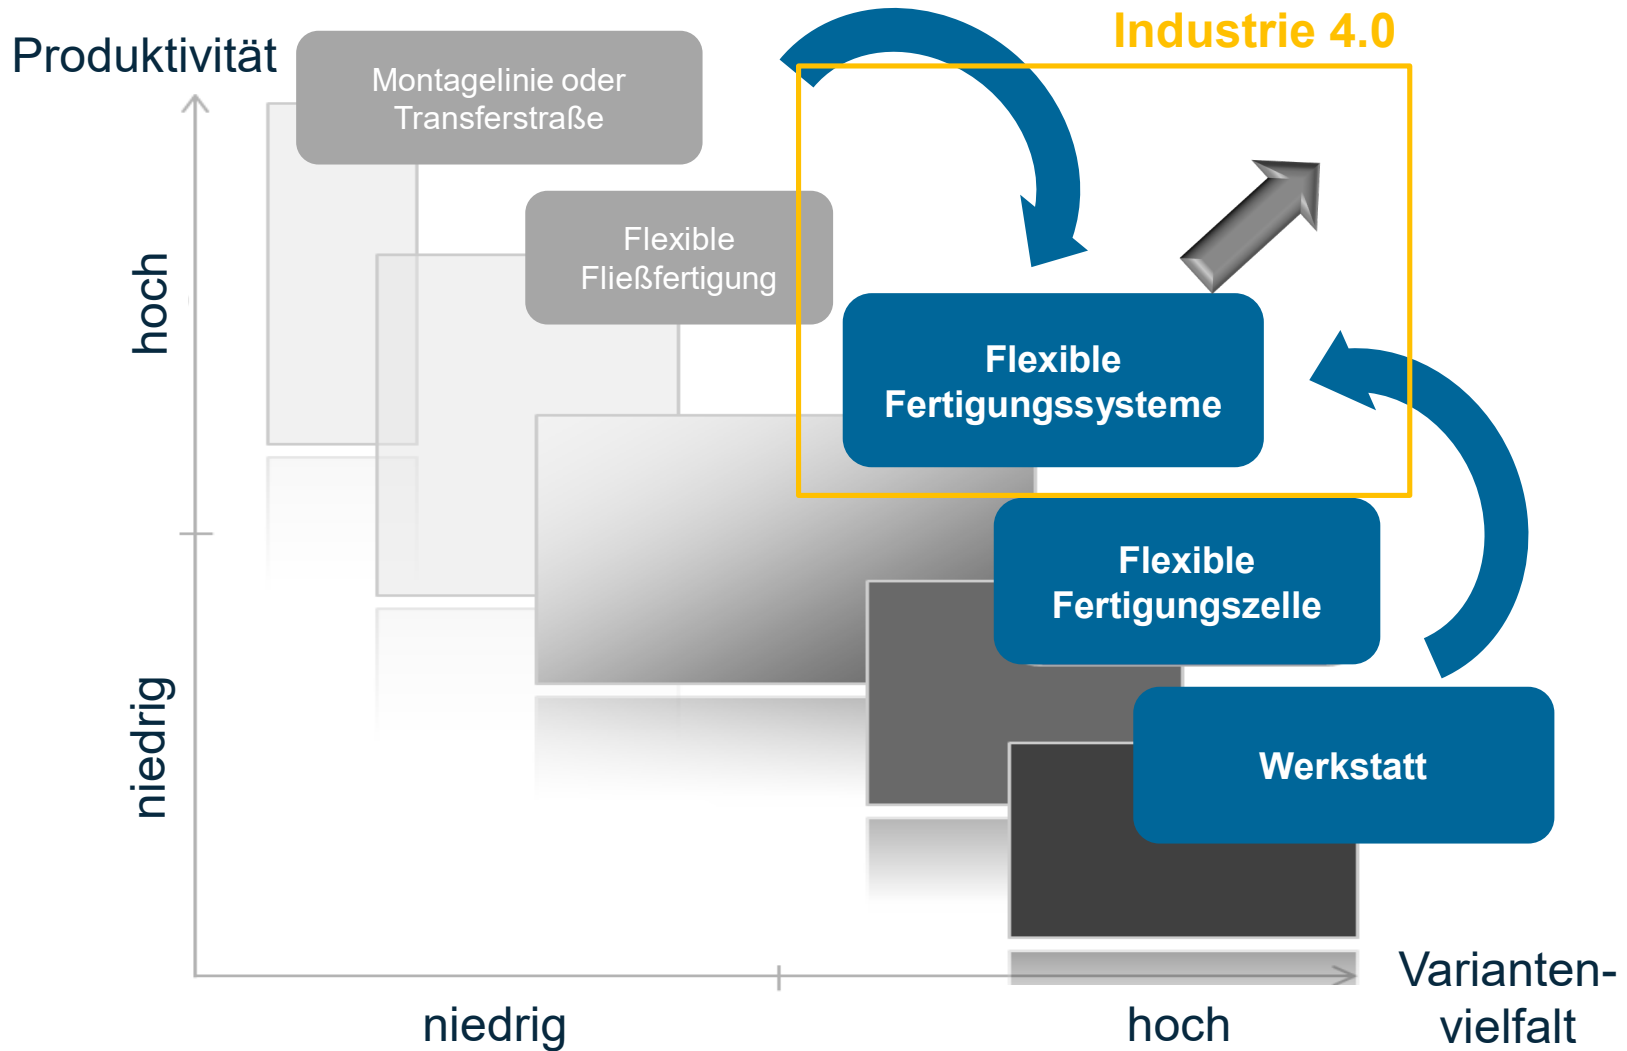 Industrie 4.0
Produktivität
Montagelinie oder
Transferstraße
Flexible
Fließfertigung
hoch
Flexible
Fertigungssysteme
Flexible
Fertigungszelle
niedrig
Werkstatt
niedrig
hoch
Varianten-
vielfalt